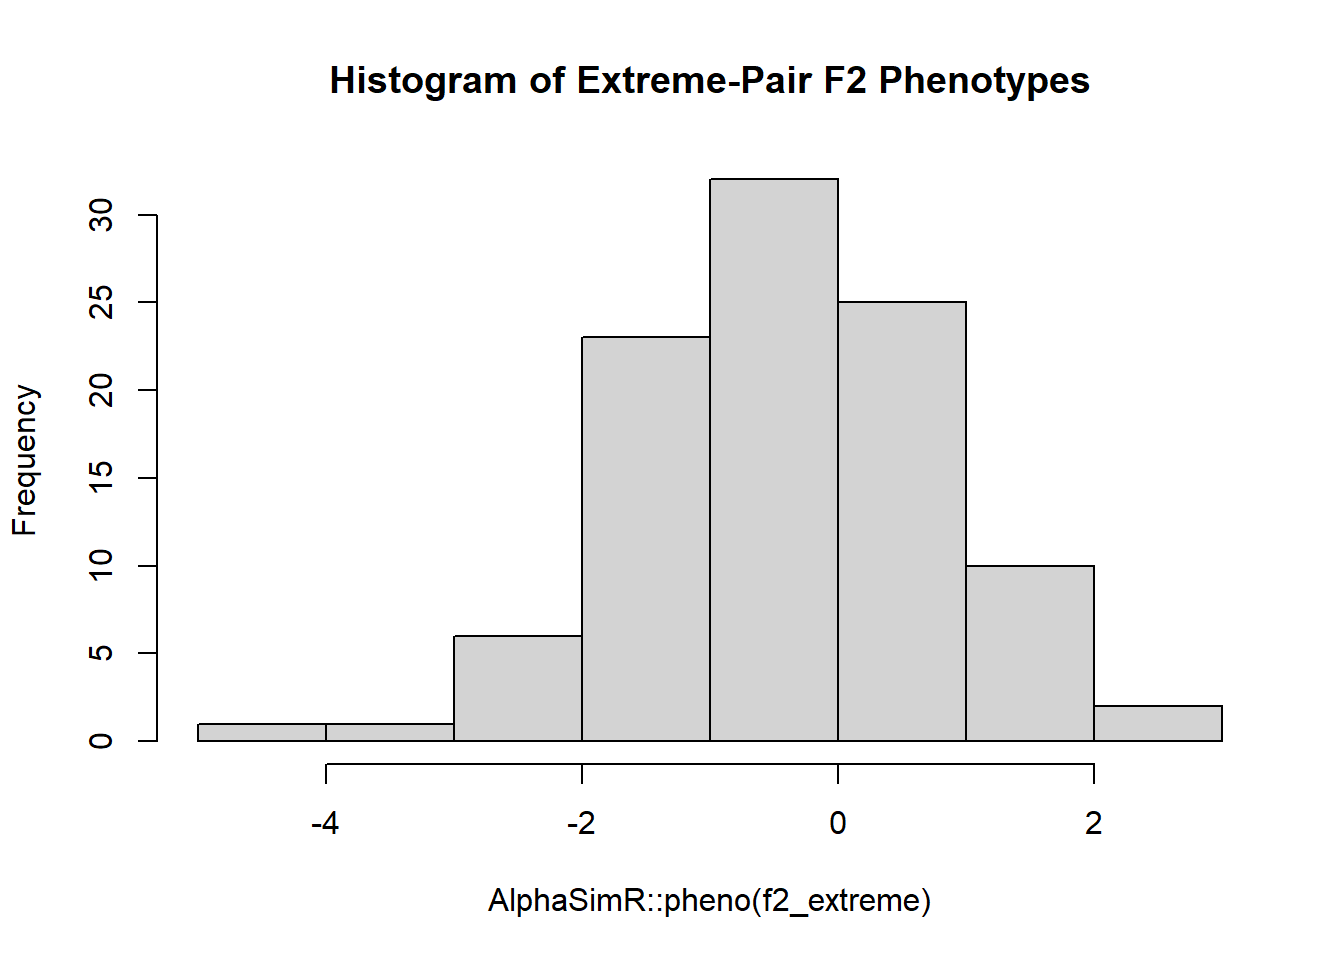 Histogram of Extreme-Pair F2 Phenotypes
Frequency
30
25
20
15
10
5
0
-4 -2 0 2
AlphaSimR::pheno(f2_extreme)